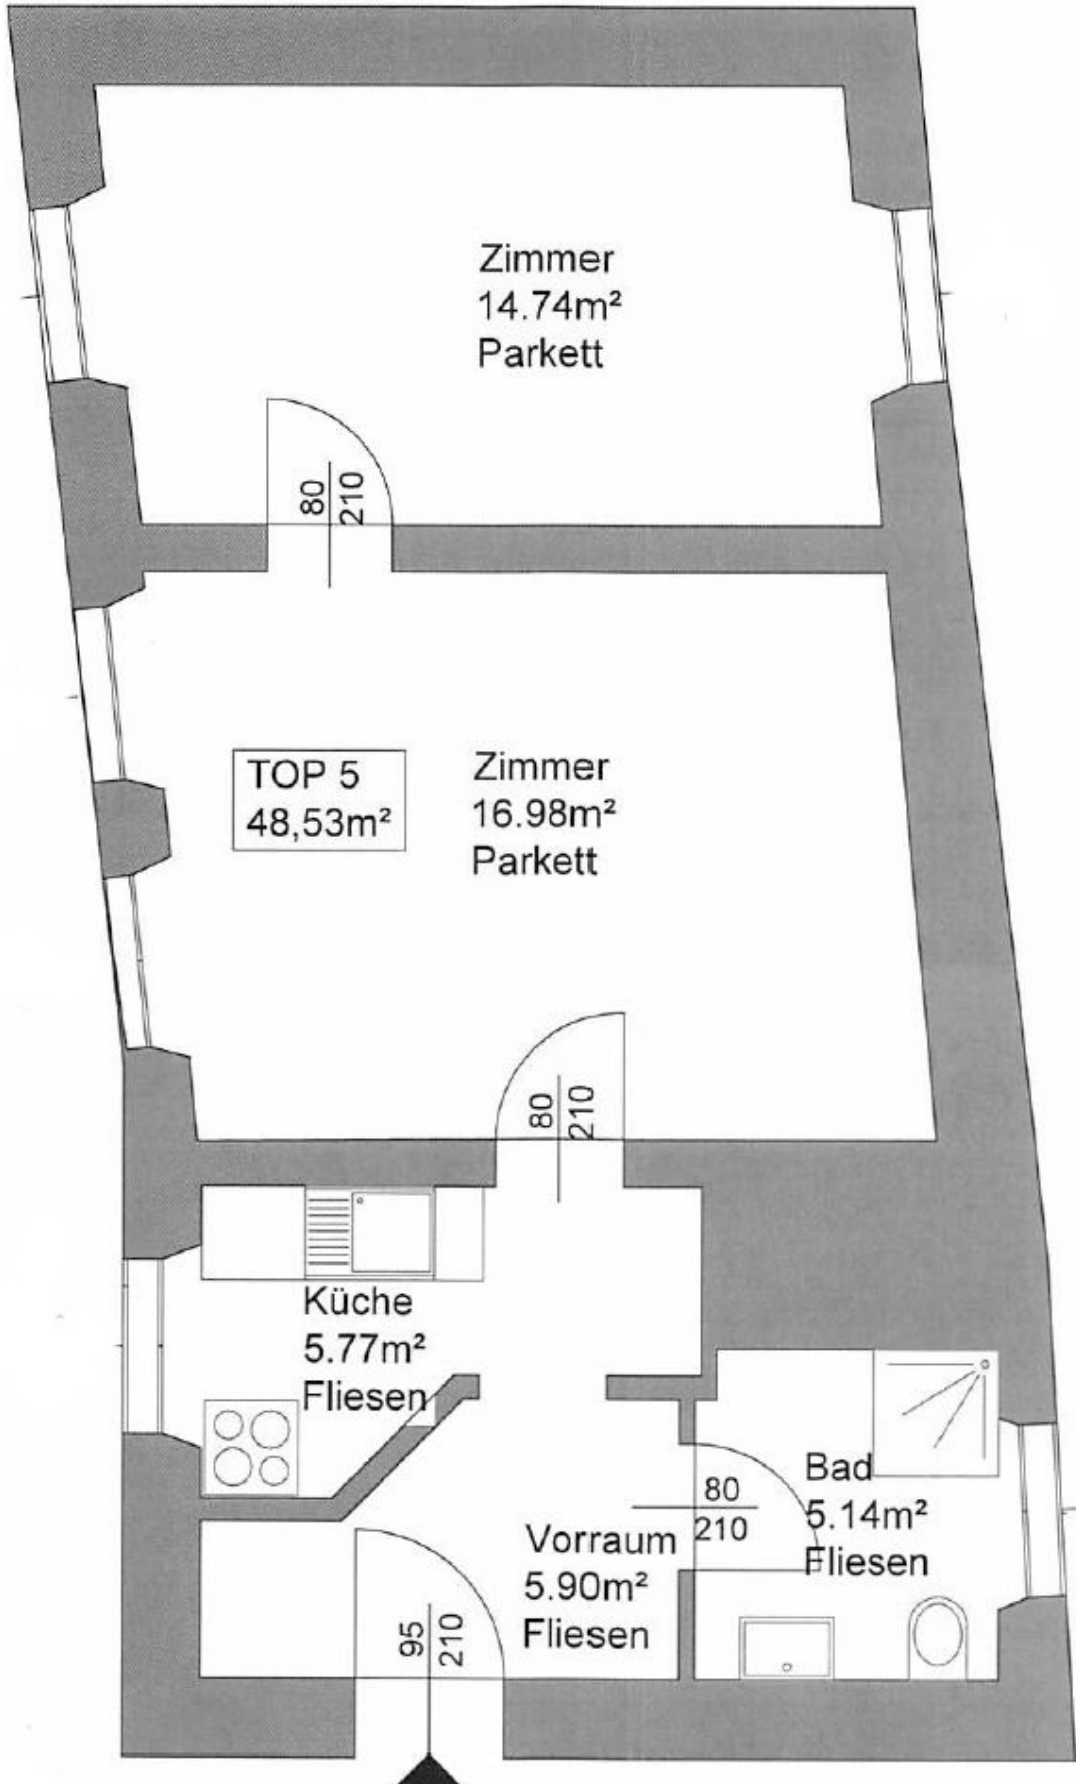 Zimmer
14.74m²
Parkett
80
210
TOP 5
48,53m²
Zimmer
16.98m²
Parkett
80
210
Küche
5.77m²
Fliesen
Bad
5.14m²
Fliesen
80
210
Vorraum
5.90m²
Fliesen
95
210